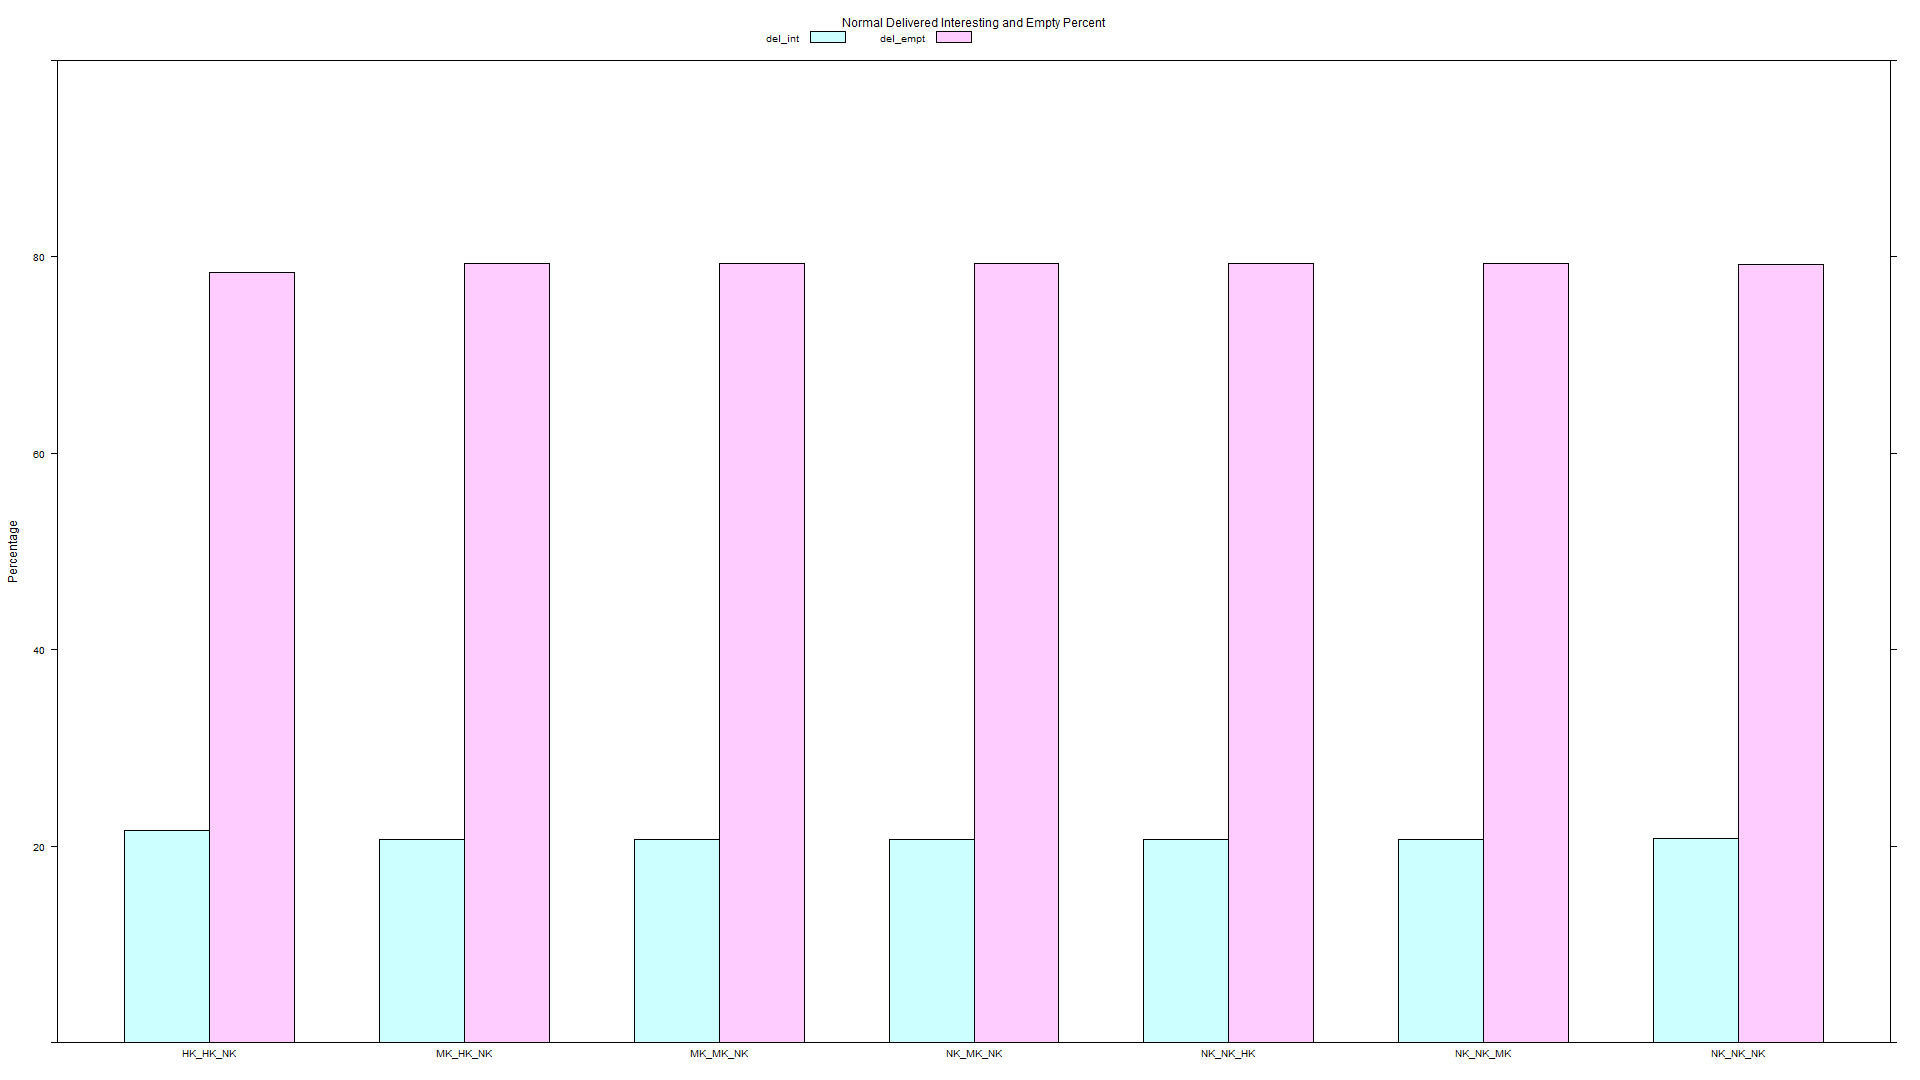 Normal Delivered Interesting and Empty Percent
del_int del_empt
80
60
Percentage
40
20
HK_HK_NK MK_HK_NK MK_MK_NK NK_MK_NK NK_NK_HK NK_NK_MK NK_NK_NK